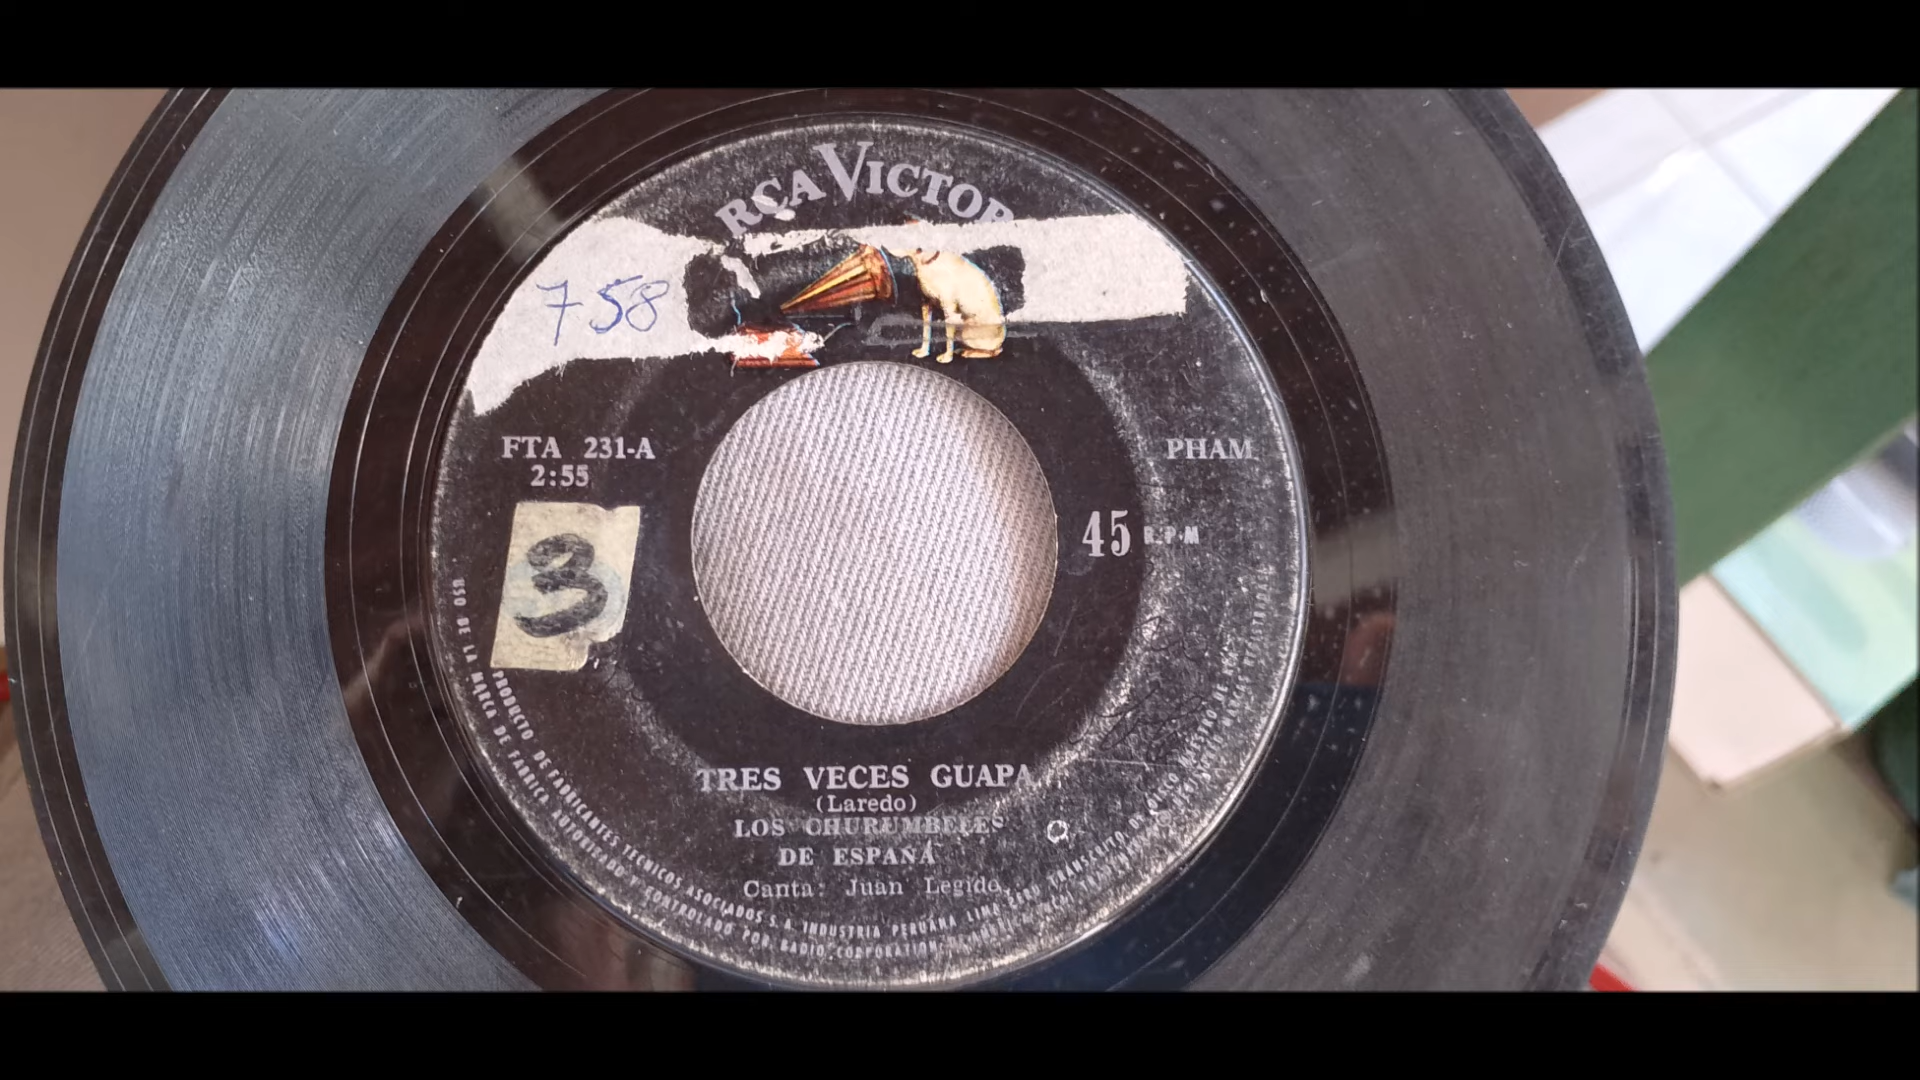 RCA VICTOR
758
FTA 231-A
2:55
PHAM
45 R.P.M
3
TRES VECES GUAPA
(Laredo)
LOS CHURUMBELES
DE ESPAÑA
Canta: Juan Legido
PRODUCTO DE FABRICANTES TECNICOS ASOCIADOS S.A. INDUSTRIA PERUANA LIMA PERU TRANSCRITO
USO DE LA MARCA DE FABRICA AUTORIZADO Y CONTROLADO POR RADIO CORPORATION